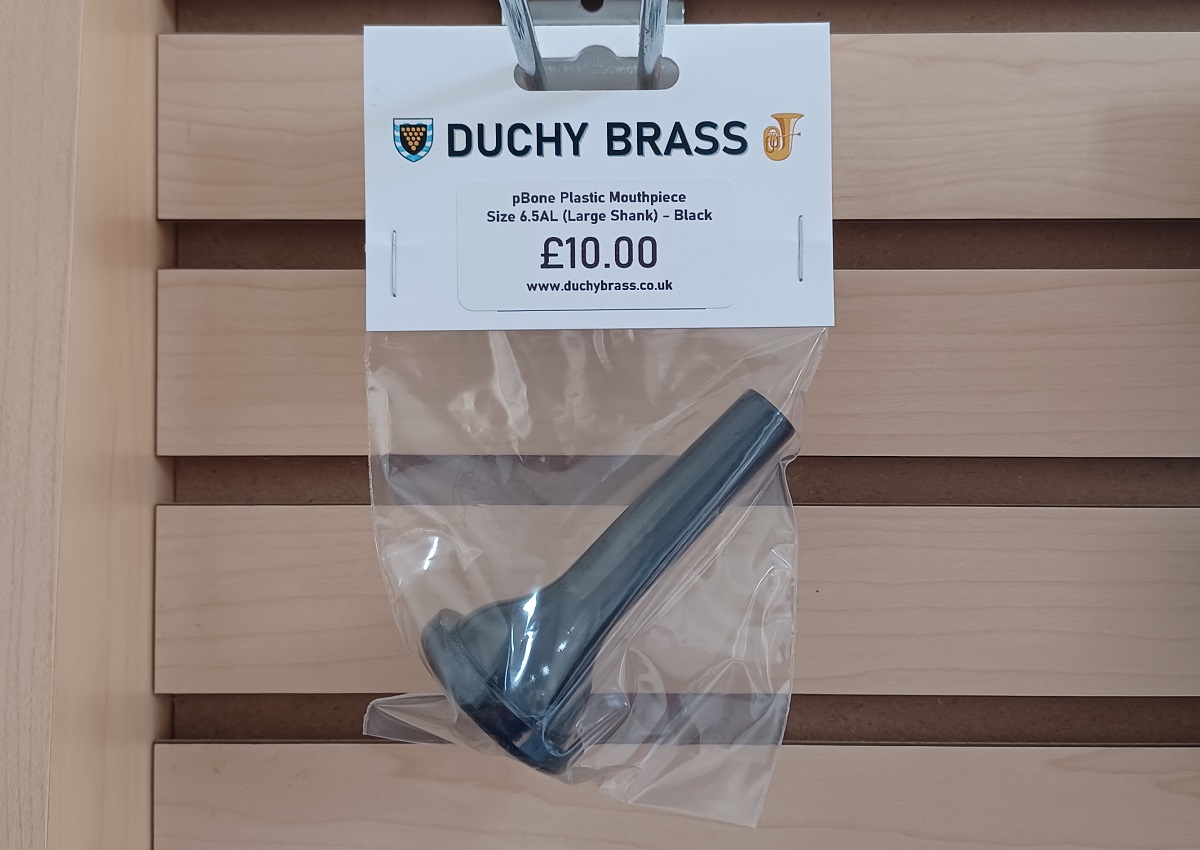 DUCHY BRASS
pBone Plastic Mouthpiece
Size 6.5AL (Large Shank) - Black
£10.00
www.duchybrass.co.uk